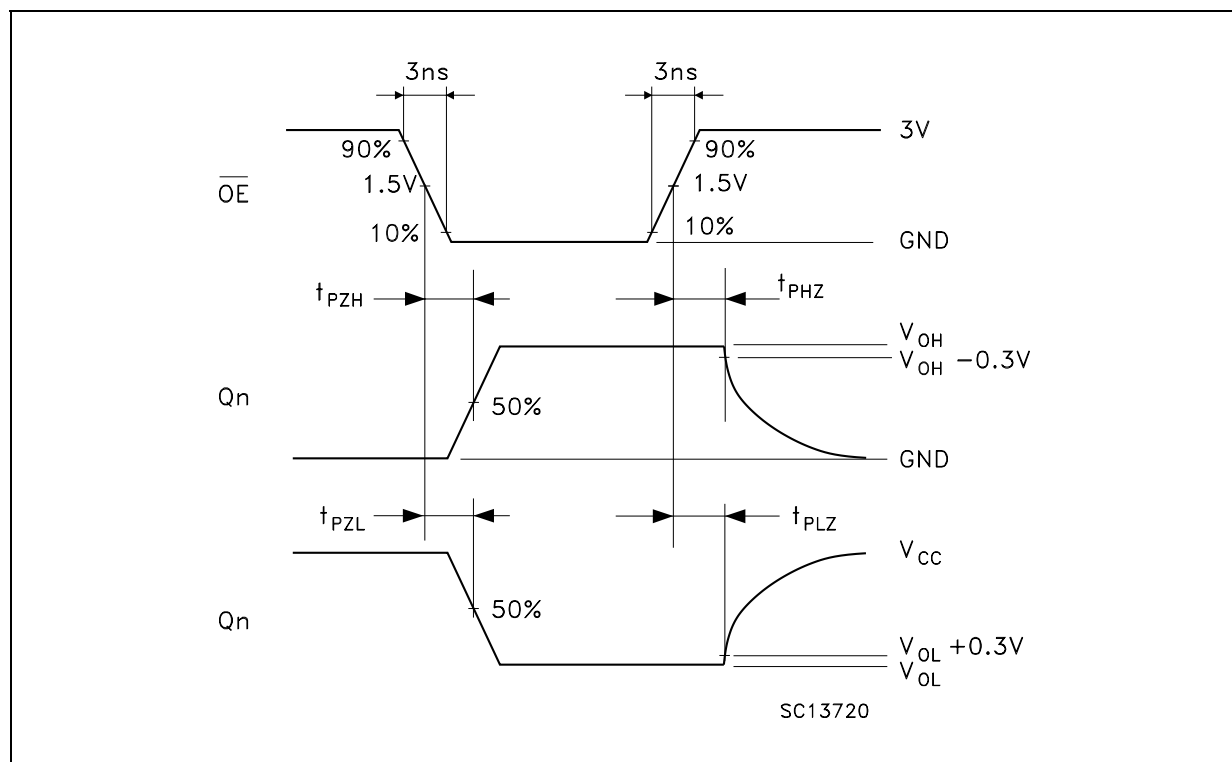 3ns 3ns
90% 90% 3V
OE 1.5V 1.5V
10% 10% GND
tPZH tPHZ
VOH
VOH −0.3V
Qn 50%
GND
tPZL tPLZ
VCC
Qn 50%
VOL +0.3V
VOL
SC13720